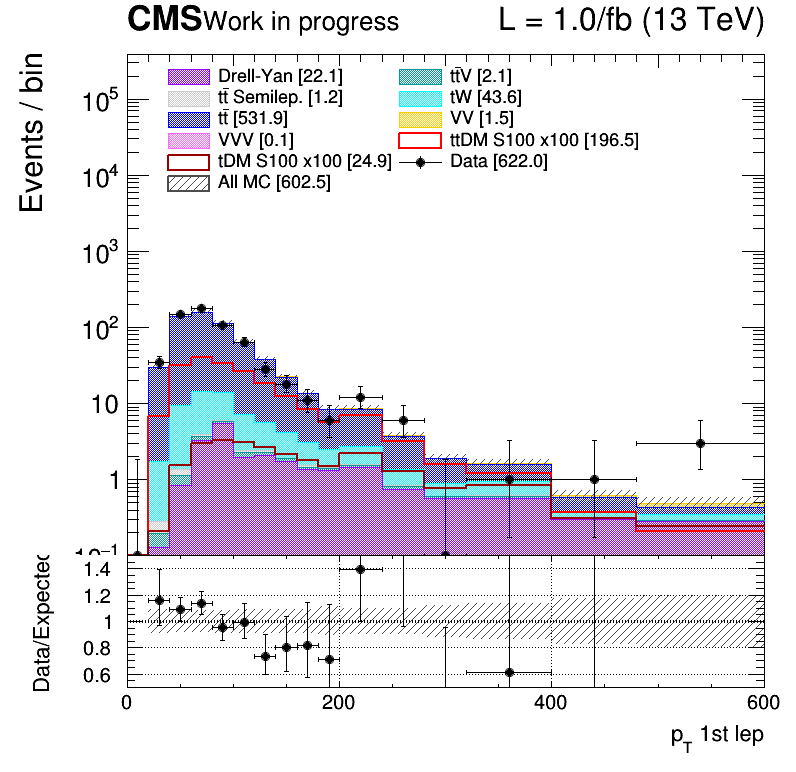 CMS Work in progress L = 1.0/fb (13 TeV)
Events / bin
Drell-Yan [22.1] tt̄V [2.1]
tt̄ Semilep. [1.2] tW [43.6]
tt̄ [531.9] VV [1.5]
VVV [0.1] ttDM S100 x100 [196.5]
tDM S100 x100 [24.9] Data [622.0]
All MC [602.5]
10⁵
10⁴
10³
10²
10
1
10⁻¹
Data/Expected
1.4
1.2
1
0.8
0.6
0 200 400 600
p_T 1st lep